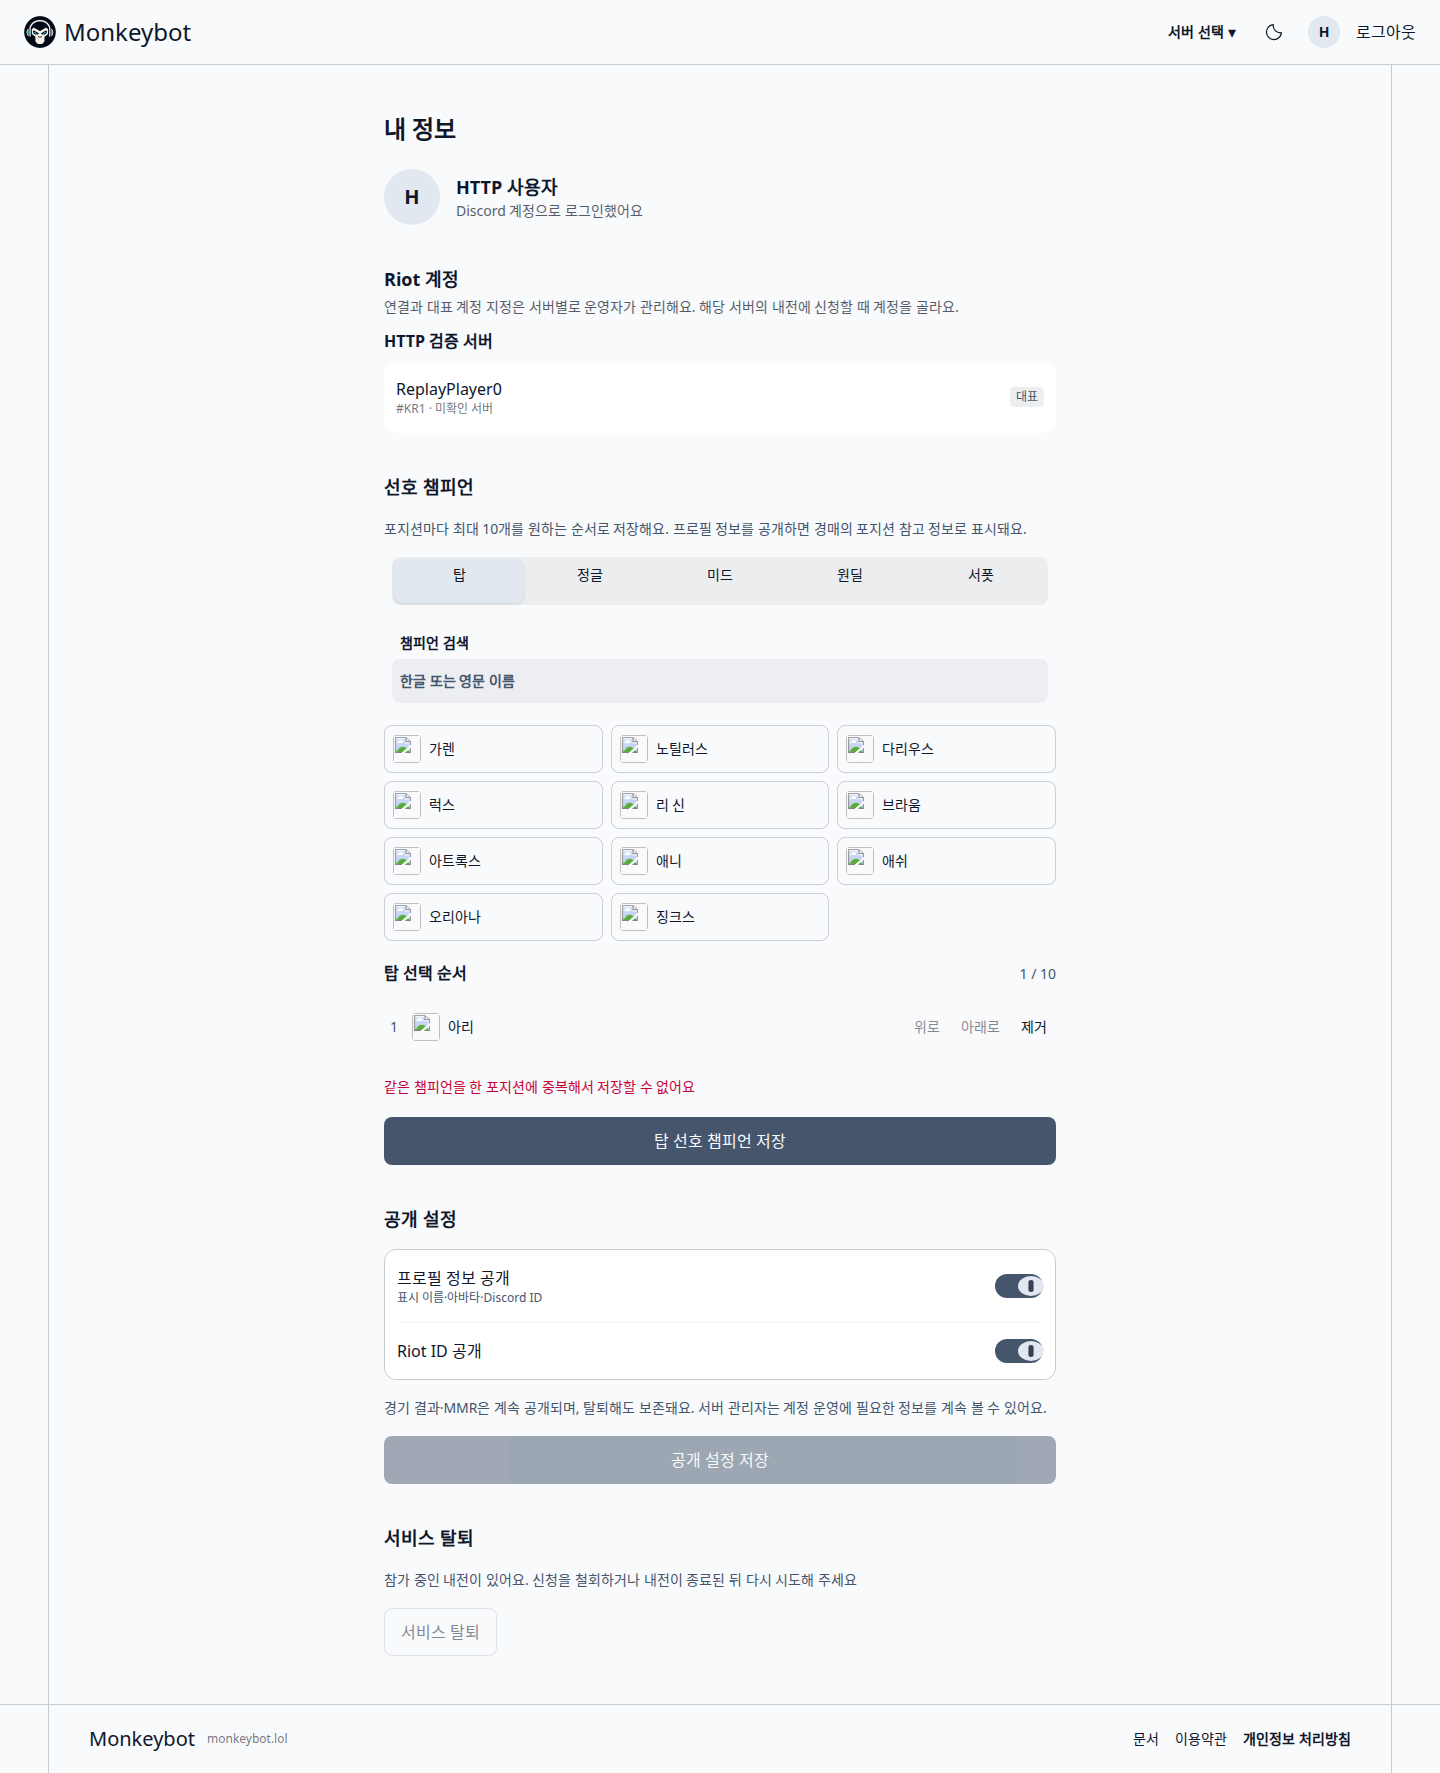 Monkeybot
서버 선택 ▾
H
로그아웃
내 정보
H
HTTP 사용자
Discord 계정으로 로그인했어요
Riot 계정
연결과 대표 계정 지정은 서버별로 운영자가 관리해요. 해당 서버의 내전에 신청할 때 계정을 골라요.
HTTP 검증 서버
ReplayPlayer0
#KR1 · 미확인 서버
대표
선호 챔피언
포지션마다 최대 10개를 원하는 순서로 저장해요. 프로필 정보를 공개하면 경매의 포지션 참고 정보로 표시돼요.
탑
정글
미드
원딜
서폿
챔피언 검색
한글 또는 영문 이름
가렌
노틸러스
다리우스
럭스
리 신
브라움
아트록스
애니
애쉬
오리아나
징크스
탑 선택 순서
1 / 10
1
아리
위로
아래로
제거
같은 챔피언을 한 포지션에 중복해서 저장할 수 없어요
탑 선호 챔피언 저장
공개 설정
프로필 정보 공개
표시 이름·아바타·Discord ID
Riot ID 공개
경기 결과·MMR은 계속 공개되며, 탈퇴해도 보존돼요. 서버 관리자는 계정 운영에 필요한 정보를 계속 볼 수 있어요.
공개 설정 저장
서비스 탈퇴
참가 중인 내전이 있어요. 신청을 철회하거나 내전이 종료된 뒤 다시 시도해 주세요
서비스 탈퇴
Monkeybot
monkeybot.lol
문서
이용약관
개인정보 처리방침